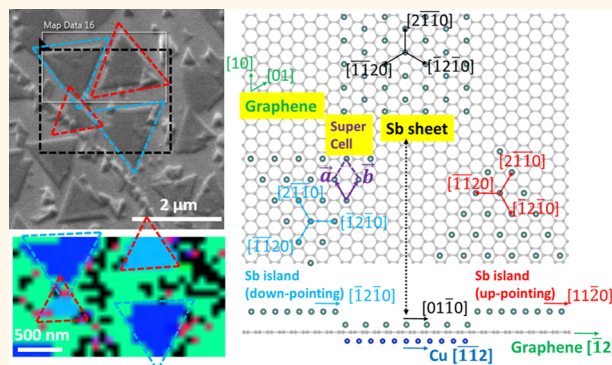 Map Data 16
2 μm
500 nm
[2̅1̅10]
[1̅1̅20]
[1̅21̅0]
[10]
[01]
Graphene
Super
Cell
Sb sheet
a⃗
b⃗
[21̅1̅0]
[1̅21̅0]
[1̅1̅20]
[21̅1̅0]
[1̅1̅20]
[1̅21̅0]
Sb island
(down-pointing)
[1̅21̅0]
[011̅0]
Sb island
(up-pointing)
[112̅0]
Cu [1̅1̅2]
Graphene [1̅2